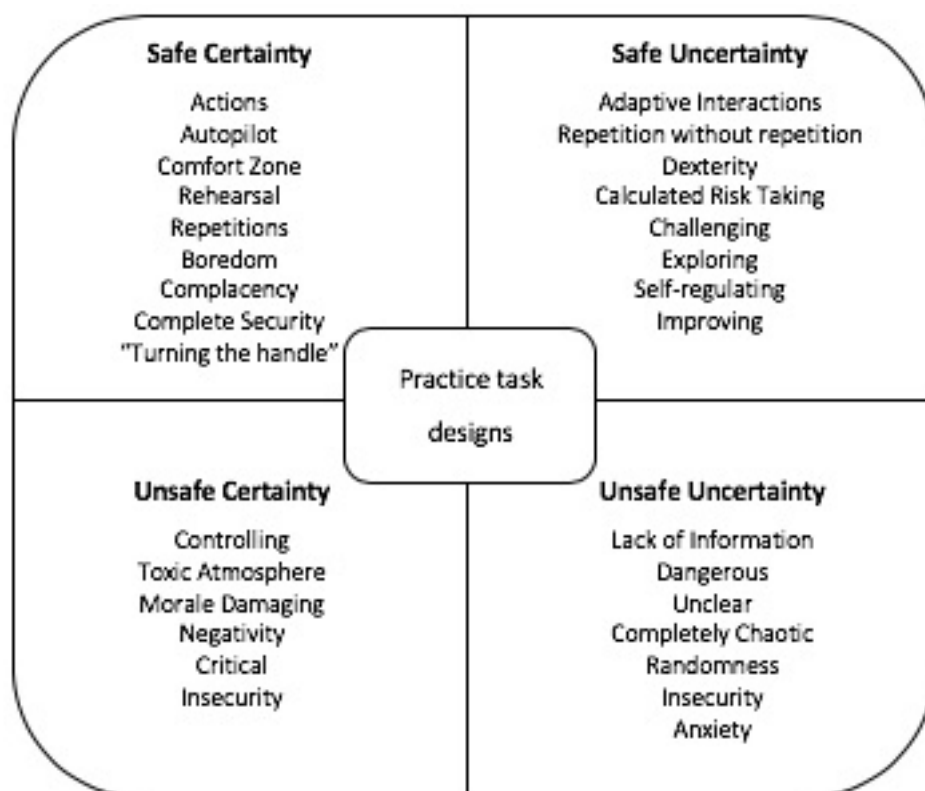 Safe Certainty
Actions
Autopilot
Comfort Zone
Rehearsal
Repetitions
Boredom
Complacency
Complete Security
"Turning the handle"
Safe Uncertainty
Adaptive Interactions
Repetition without repetition
Dexterity
Calculated Risk Taking
Challenging
Exploring
Self-regulating
Improving
Practice task
designs
Unsafe Certainty
Controlling
Toxic Atmosphere
Morale Damaging
Negativity
Critical
Insecurity
Unsafe Uncertainty
Lack of Information
Dangerous
Unclear
Completely Chaotic
Randomness
Insecurity
Anxiety